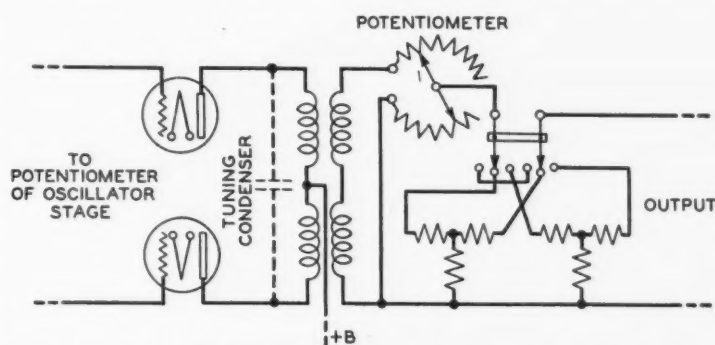 POTENTIOMETER
TO
POTENTIOMETER
OF OSCILLATOR
STAGE
TUNING
CONDENSER
OUTPUT
+B